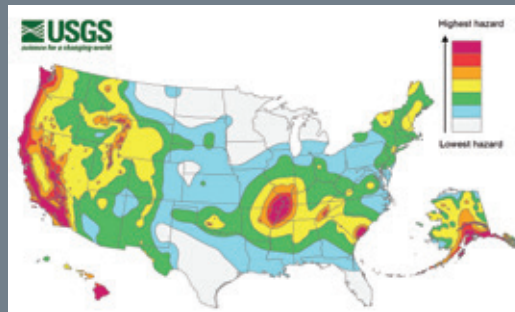 USGS
science for a changing world
Highest hazard
Lowest hazard